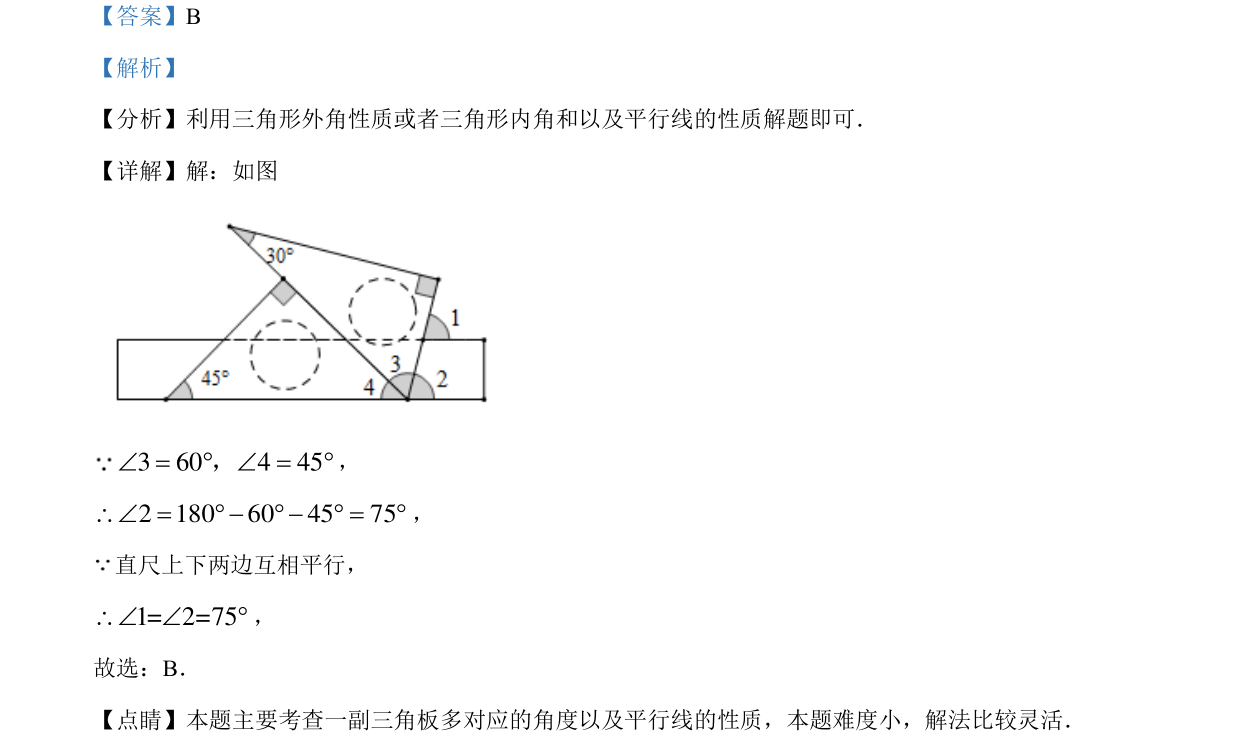 【答案】B
【解析】
【分析】利用三角形外角性质或者三角形内角和以及平行线的性质解题即可．
【详解】解：如图
30°
1
3
45°
4
2
∵∠3=60°，∠4=45°，
∴∠2=180°−60°−45°=75°，
∵直尺上下两边互相平行，
∴∠1=∠2=75°，
故选：B．
【点睛】本题主要考查一副三角板多对应的角度以及平行线的性质，本题难度小，解法比较灵活．